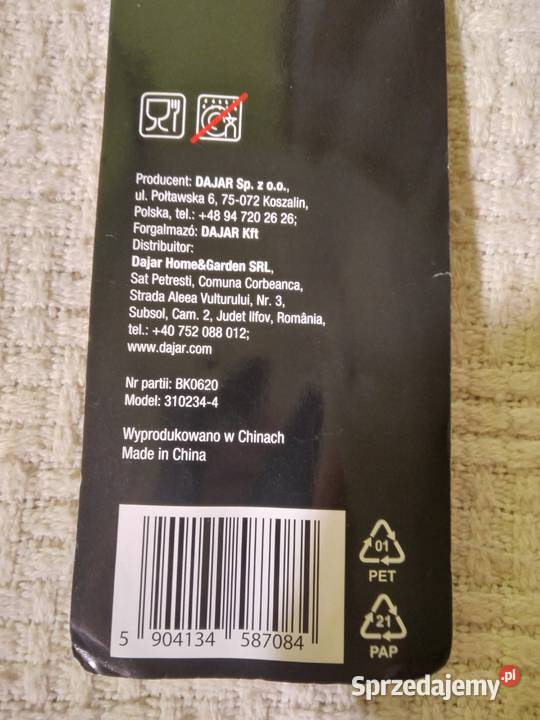 Producent: DAJAR Sp. z o.o.,
ul. Połtawska 6, 75-072 Koszalin,
Polska, tel.: +48 94 720 26 26;
Forgalmazó: DAJAR Kft
Distribuitor:
Dajar Home&Garden SRL,
Sat Petresti, Comuna Corbeanca,
Strada Aleea Vulturului, Nr. 3,
Subsol, Cam. 2, Judet Ilfov, România,
tel.: +40 752 088 012;
www.dajar.com
Nr partii: BK0620
Model: 310234-4
Wyprodukowano w Chinach
Made in China
5 904134 587084
01
PET
21
PAP
Sprzedajemy.pl